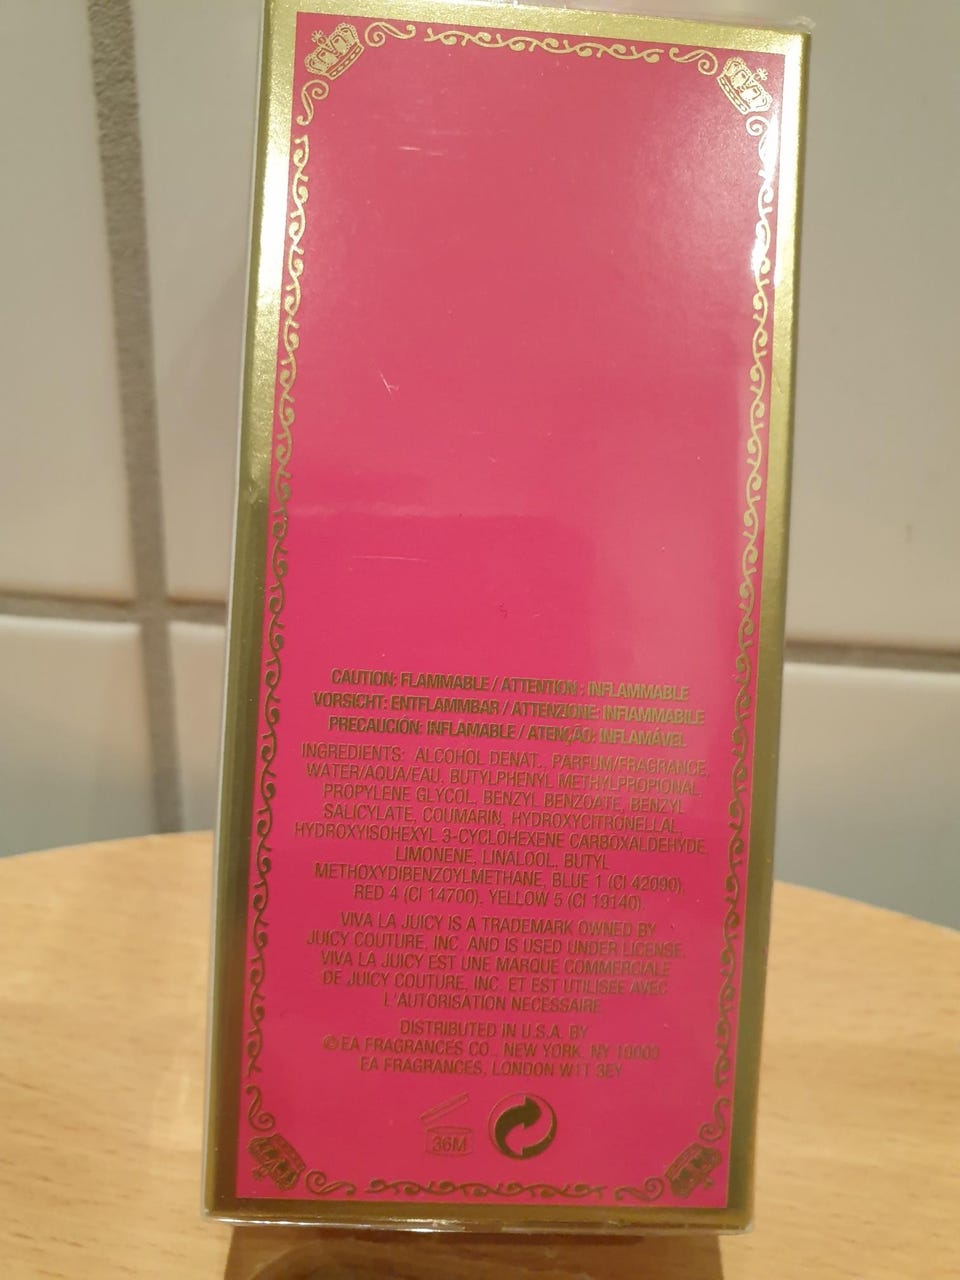 CAUTION: FLAMMABLE / ATTENTION : INFLAMMABLE
VORSICHT: ENTFLAMMBAR / ATTENZIONE: INFIAMMABILE
PRECAUCIÓN: INFLAMABLE / ATENÇAO: INFLAMÁVEL
INGREDIENTS: ALCOHOL DENAT., PARFUM/FRAGRANCE,
WATER/AQUA/EAU, BUTYLPHENYL METHYLPROPIONAL,
PROPYLENE GLYCOL, BENZYL BENZOATE, BENZYL
SALICYLATE, COUMARIN, HYDROXYCITRONELLAL,
HYDROXYISOHEXYL 3-CYCLOHEXENE CARBOXALDEHYDE,
LIMONENE, LINALOOL, BUTYL
METHOXYDIBENZOYLMETHANE, BLUE 1 (CI 42090),
RED 4 (CI 14700), YELLOW 5 (CI 19140).
VIVA LA JUICY IS A TRADEMARK OWNED BY
JUICY COUTURE, INC. AND IS USED UNDER LICENSE.
VIVA LA JUICY EST UNE MARQUE COMMERCIALE
DE JUICY COUTURE, INC. ET EST UTILISÉE AVEC
L'AUTORISATION NÉCESSAIRE.
DISTRIBUTED IN U.S.A. BY
© EA FRAGRANCES CO., NEW YORK, NY 10003
EA FRAGRANCES, LONDON W1T 3EY
36M